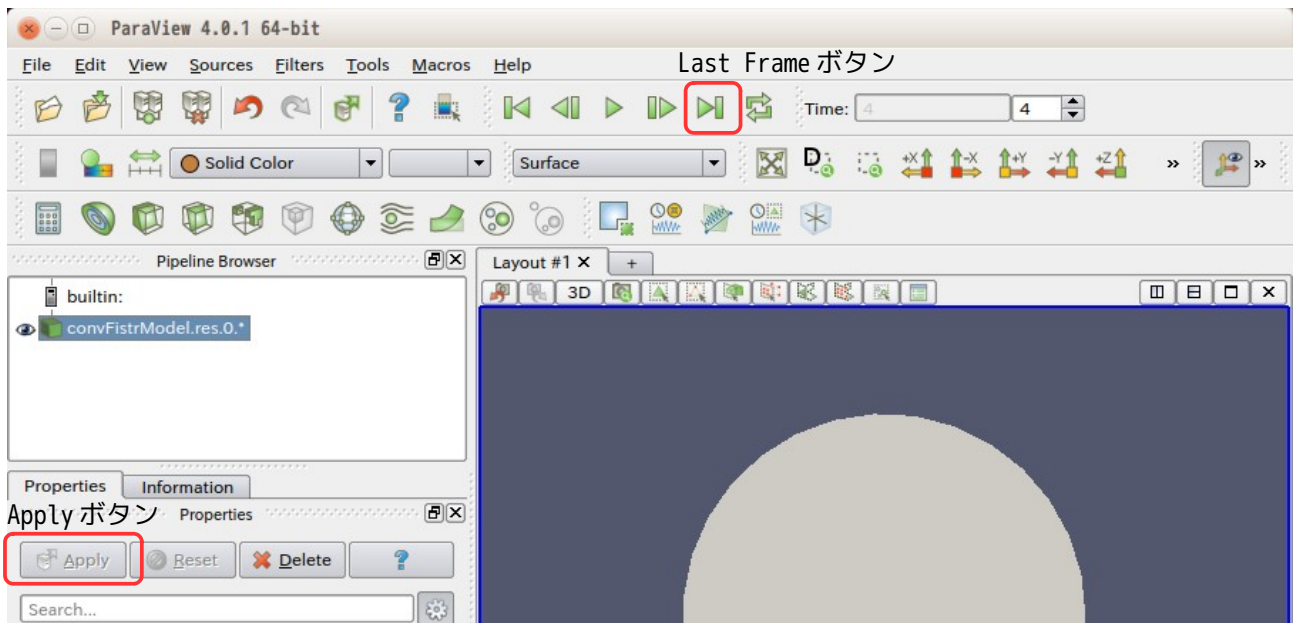 ParaView 4.0.1 64-bit
File Edit View Sources Filters Tools Macros Help
Last Frame ボタン
Time: 4 4
Solid Color Surface
+X -X +Y -Y +Z » »
Pipeline Browser
Layout #1 +
3D
builtin:
convFistrModel.res.0.*
Properties Information
Apply ボタン Properties
Apply Reset Delete ?
Search...